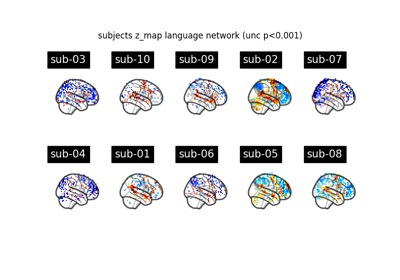 subjects z_map language network (unc p<0.001)
sub-03 sub-10 sub-09 sub-02 sub-07
sub-04 sub-01 sub-06 sub-05 sub-08